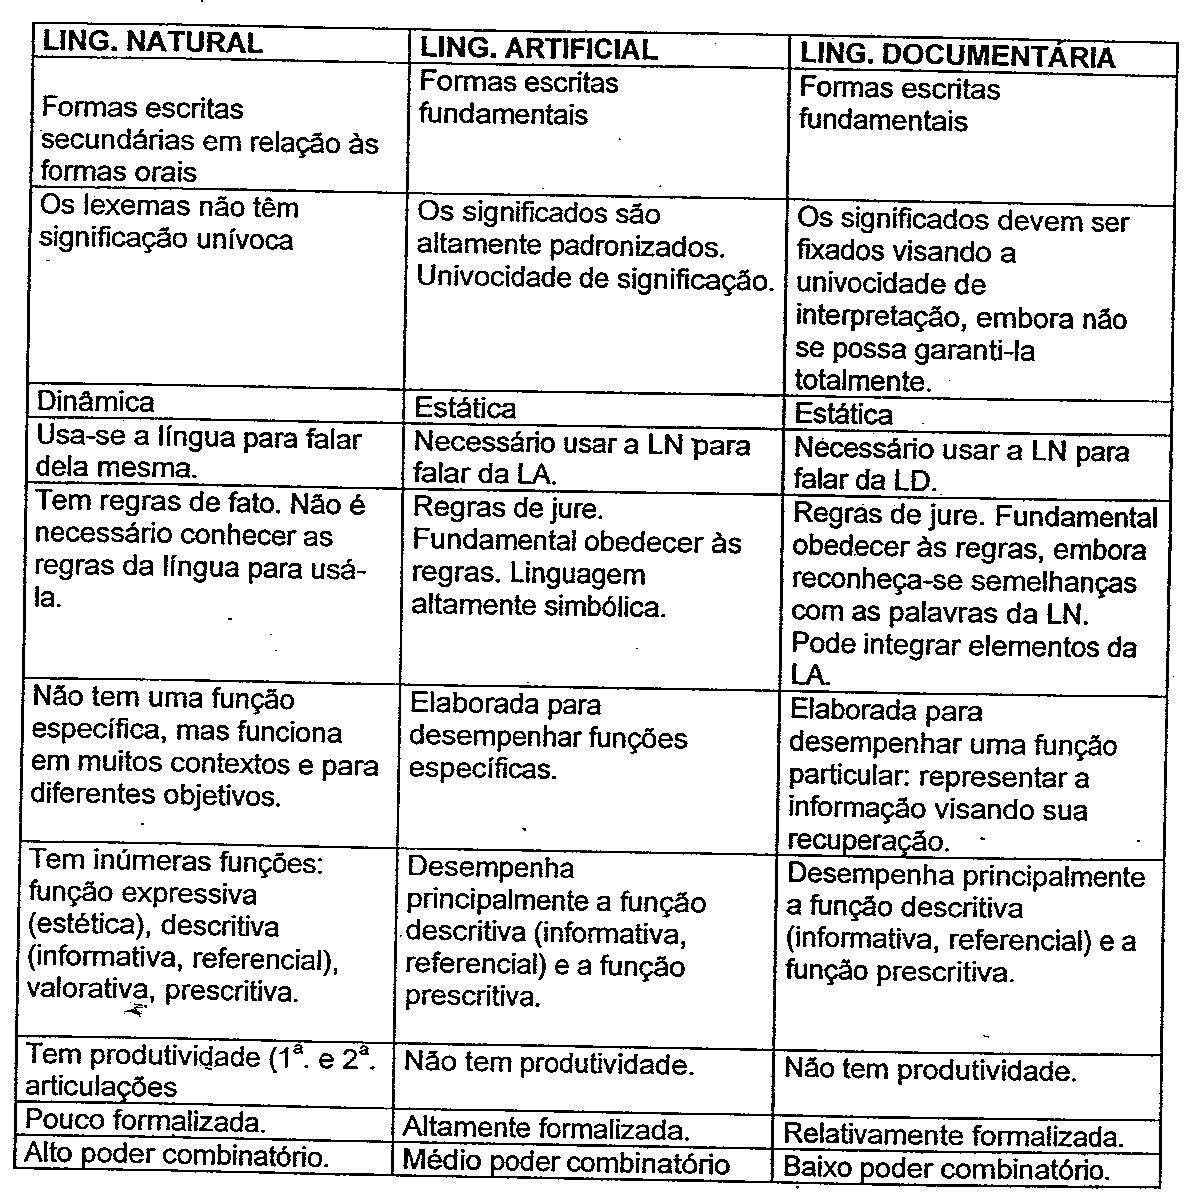 LING. NATURAL
LING. ARTIFICIAL
LING. DOCUMENTÁRIA
Formas escritas
secundárias em relação às
formas orais
Formas escritas
fundamentais
Formas escritas
fundamentais
Os lexemas não têm
significação unívoca
Os significados são
altamente padronizados.
Univocidade de significação.
Os significados devem ser
fixados visando a
univocidade de
interpretação, embora não
se possa garanti-la
totalmente.
Dinâmica
Estática
Estática
Usa-se a língua para falar
dela mesma.
Necessário usar a LN para
falar da LA.
Necessário usar a LN para
falar da LD.
Tem regras de fato. Não é
necessário conhecer as
regras da língua para usá-
la.
Regras de jure.
Fundamental obedecer às
regras. Linguagem
altamente simbólica.
Regras de jure. Fundamental
obedecer às regras, embora
reconheça-se semelhanças
com as palavras da LN.
Pode integrar elementos da
LA.
Não tem uma função
específica, mas funciona
em muitos contextos e para
diferentes objetivos.
Elaborada para
desempenhar funções
específicas.
Elaborada para
desempenhar uma função
particular: representar a
informação visando sua
recuperação.
Tem inúmeras funções:
função expressiva
(estética), descritiva
(informativa, referencial),
valorativa, prescritiva.
Desempenha
principalmente a função
descritiva (informativa,
referencial) e a função
prescritiva.
Desempenha principalmente
a função descritiva
(informativa, referencial) e a
função prescritiva.
Tem produtividade (1ª. e 2ª.
articulações
Não tem produtividade.
Não tem produtividade.
Pouco formalizada.
Altamente formalizada.
Relativamente formalizada.
Alto poder combinatório.
Médio poder combinatório
Baixo poder combinatório.